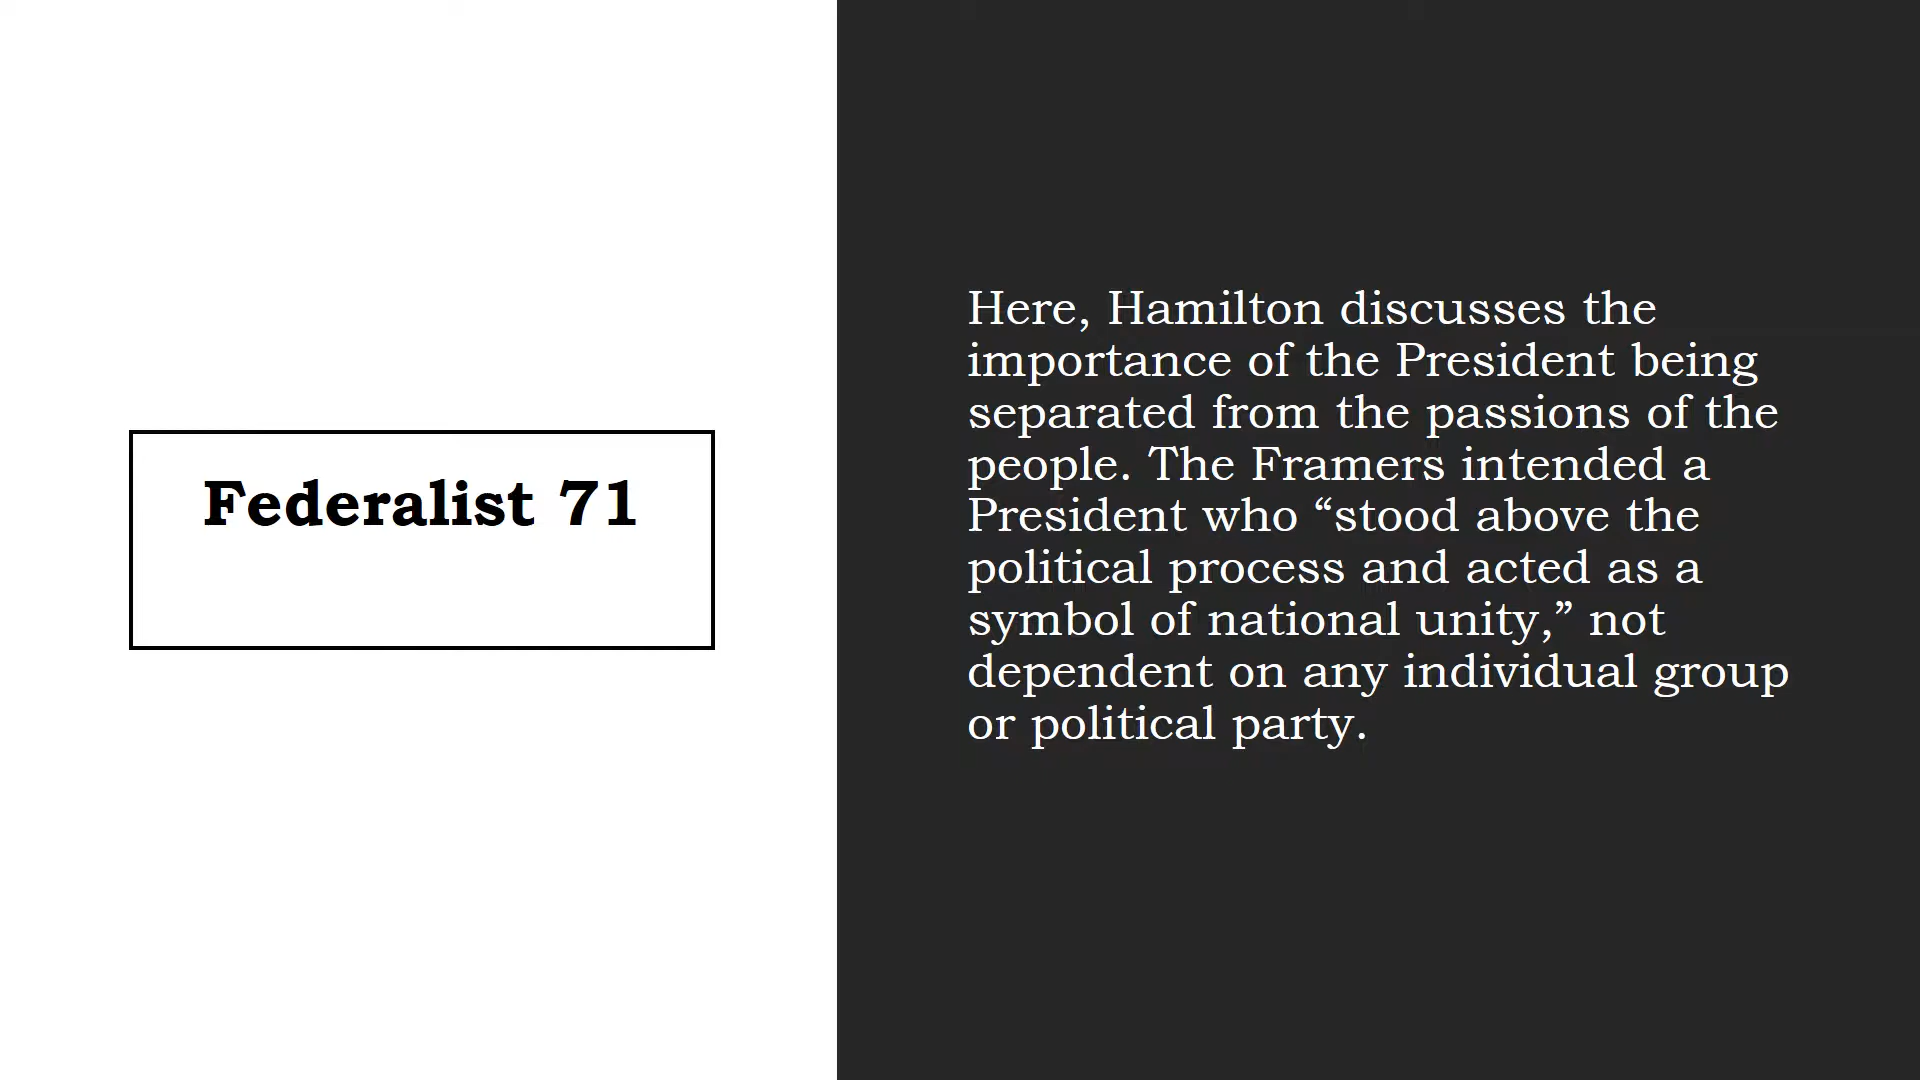 Federalist 71
Here, Hamilton discusses the
importance of the President being
separated from the passions of the
people. The Framers intended a
President who “stood above the
political process and acted as a
symbol of national unity,” not
dependent on any individual group
or political party.